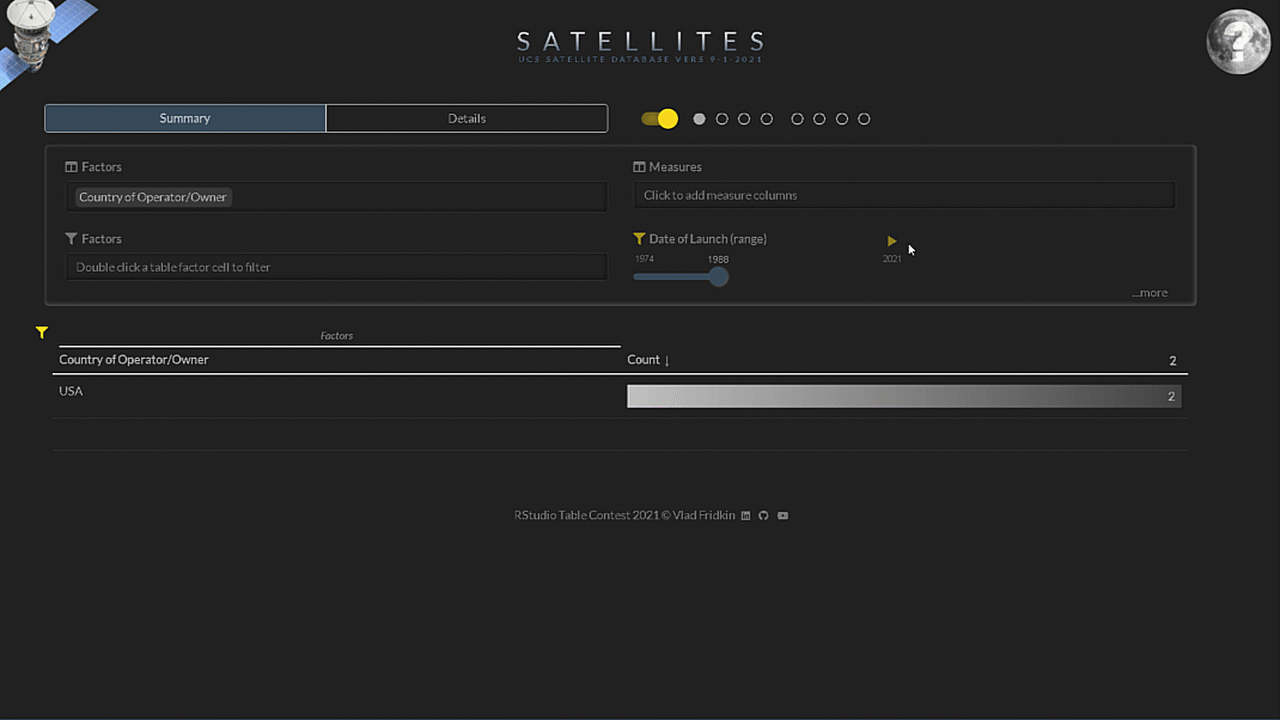 SATELLITES
UCS SATELLITE DATABASE VERS 9-1-2021
?
Summary
Details
Factors
Measures
Country of Operator/Owner
Click to add measure columns
Factors
Date of Launch (range)
1974
1988
2021
Double click a table factor cell to filter
...more
Factors
Country of Operator/Owner
Count ↓
2
USA
2
RStudio Table Contest 2021 © Vlad Fridkin